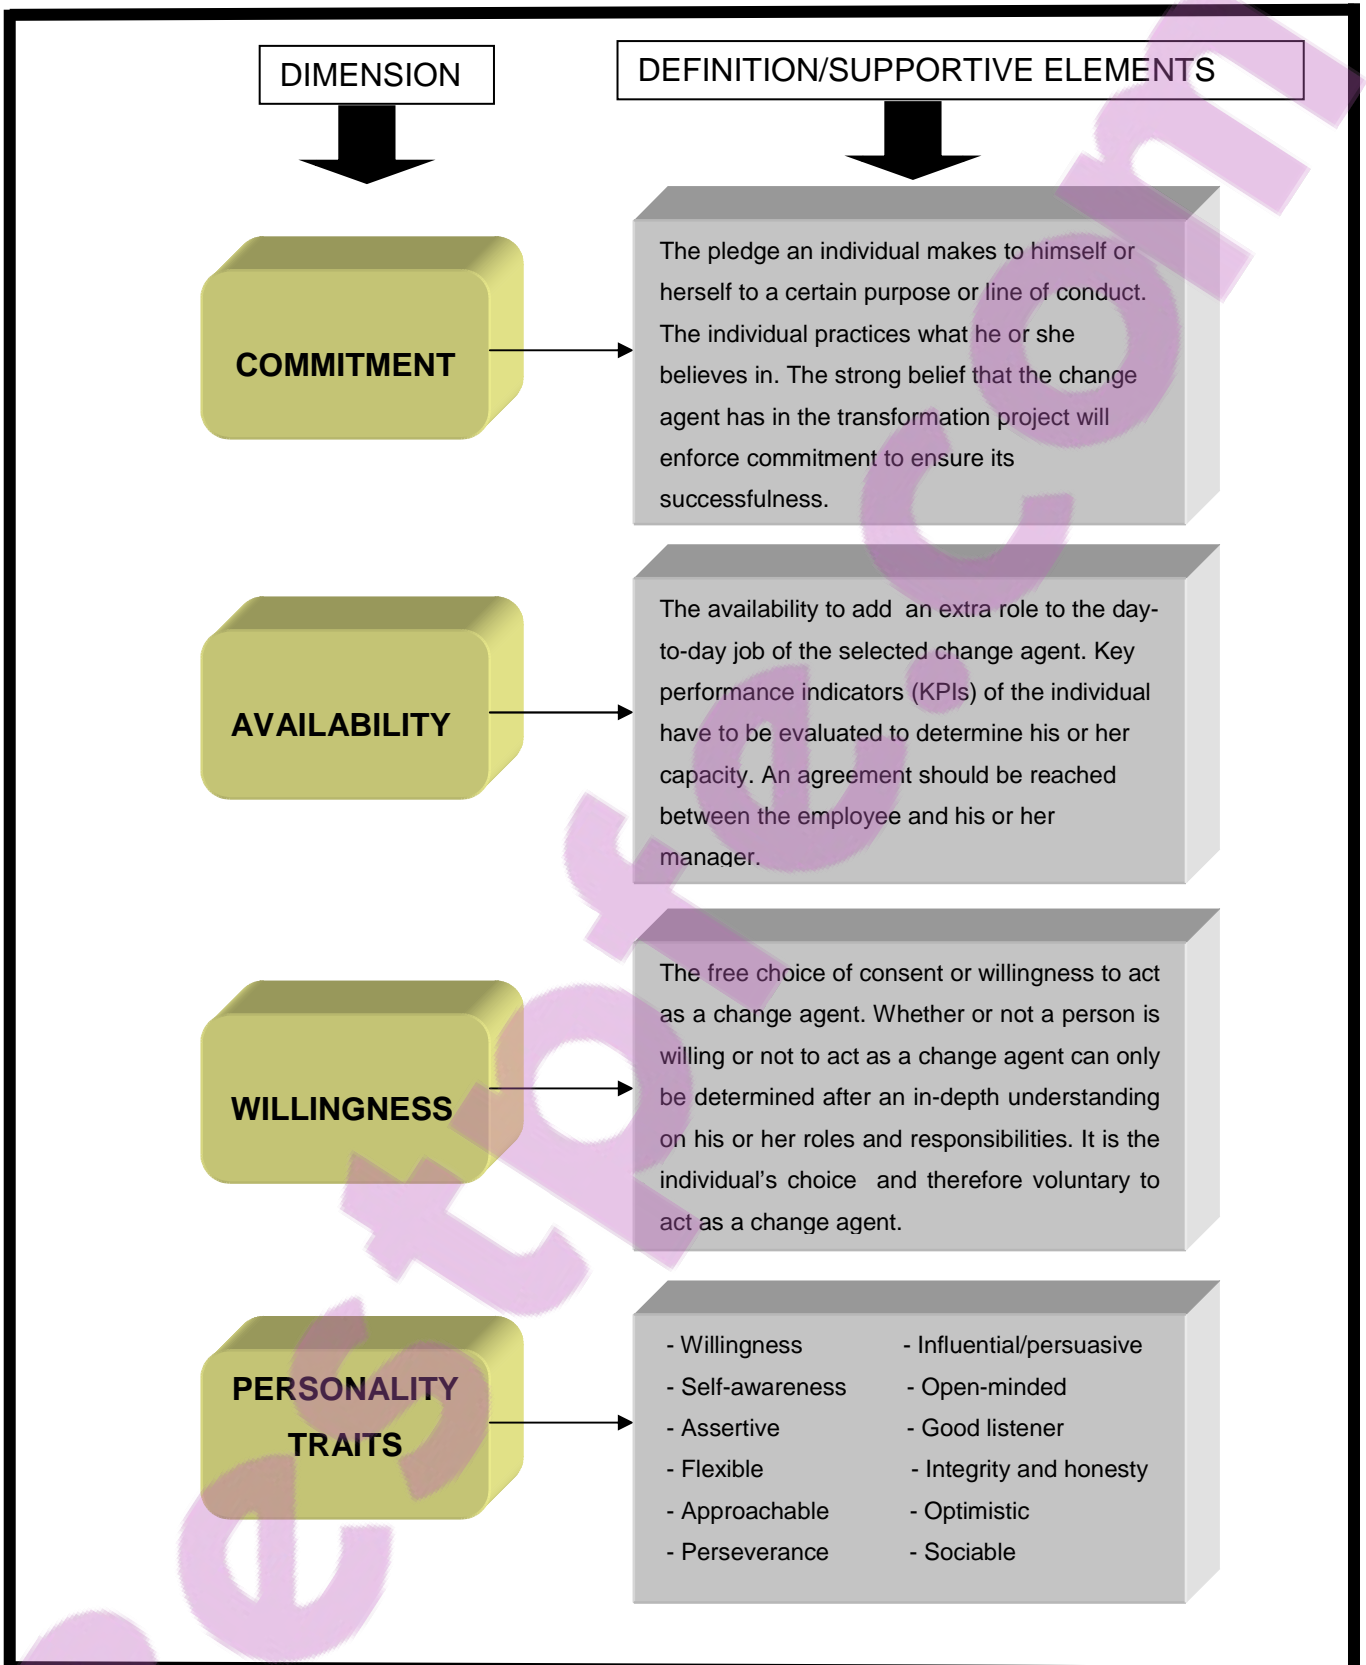 DIMENSION
DEFINITION/SUPPORTIVE ELEMENTS
COMMITMENT
The pledge an individual makes to himself or
herself to a certain purpose or line of conduct.
The individual practices what he or she
believes in. The strong belief that the change
agent has in the transformation project will
enforce commitment to ensure its
successfulness.
AVAILABILITY
The availability to add an extra role to the day-
to-day job of the selected change agent. Key
performance indicators (KPIs) of the individual
have to be evaluated to determine his or her
capacity. An agreement should be reached
between the employee and his or her
manager.
WILLINGNESS
The free choice of consent or willingness to act
as a change agent. Whether or not a person is
willing or not to act as a change agent can only
be determined after an in-depth understanding
on his or her roles and responsibilities. It is the
individual's choice and therefore voluntary to
act as a change agent.
PERSONALITY
TRAITS
- Willingness - Influential/persuasive
- Self-awareness - Open-minded
- Assertive - Good listener
- Flexible - Integrity and honesty
- Approachable - Optimistic
- Perseverance - Sociable
estpfe.com